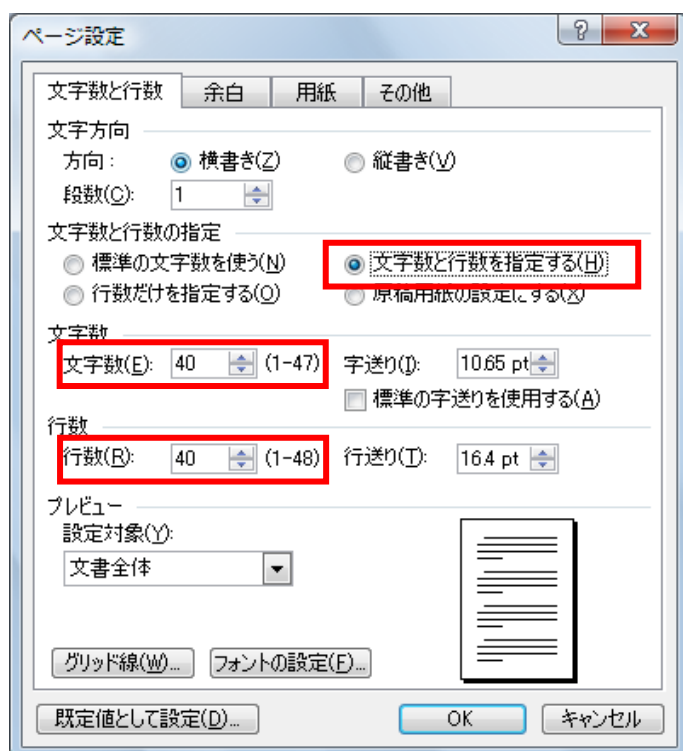 ページ設定
文字数と行数 余白 用紙 その他
文字方向
方向: 横書き(Z) 縦書き(V)
段数(C): 1
文字数と行数の指定
標準の文字数を使う(N) 文字数と行数を指定する(H)
行数だけを指定する(O) 原稿用紙の設定にする(X)
文字数
文字数(E): 40 (1-47) 字送り(I): 10.65 pt
標準の字送りを使用する(A)
行数
行数(R): 40 (1-48) 行送り(T): 16.4 pt
プレビュー
設定対象(Y):
文書全体
グリッド線(W)... フォントの設定(F)...
既定値として設定(D)... OK キャンセル